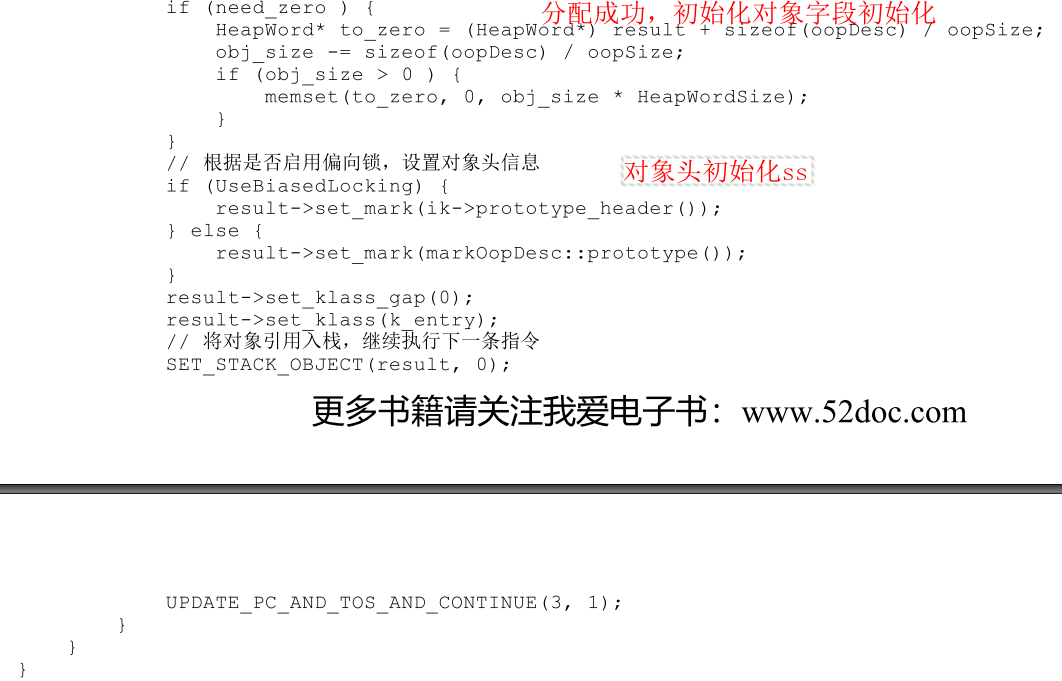 if (need_zero ) {
分配成功，初始化对象字段初始化
HeapWord* to_zero = (HeapWord*) result + sizeof(oopDesc) / oopSize;
obj_size -= sizeof(oopDesc) / oopSize;
if (obj_size > 0 ) {
memset(to_zero, 0, obj_size * HeapWordSize);
}
}
// 根据是否启用偏向锁，设置对象头信息
对象头初始化ss
if (UseBiasedLocking) {
result->set_mark(ik->prototype_header());
} else {
result->set_mark(markOopDesc::prototype());
}
result->set_klass_gap(0);
result->set_klass(k_entry);
// 将对象引用入栈，继续执行下一条指令
SET_STACK_OBJECT(result, 0);
更多书籍请关注我爱电子书：www.52doc.com
UPDATE_PC_AND_TOS_AND_CONTINUE(3, 1);
}
}
}